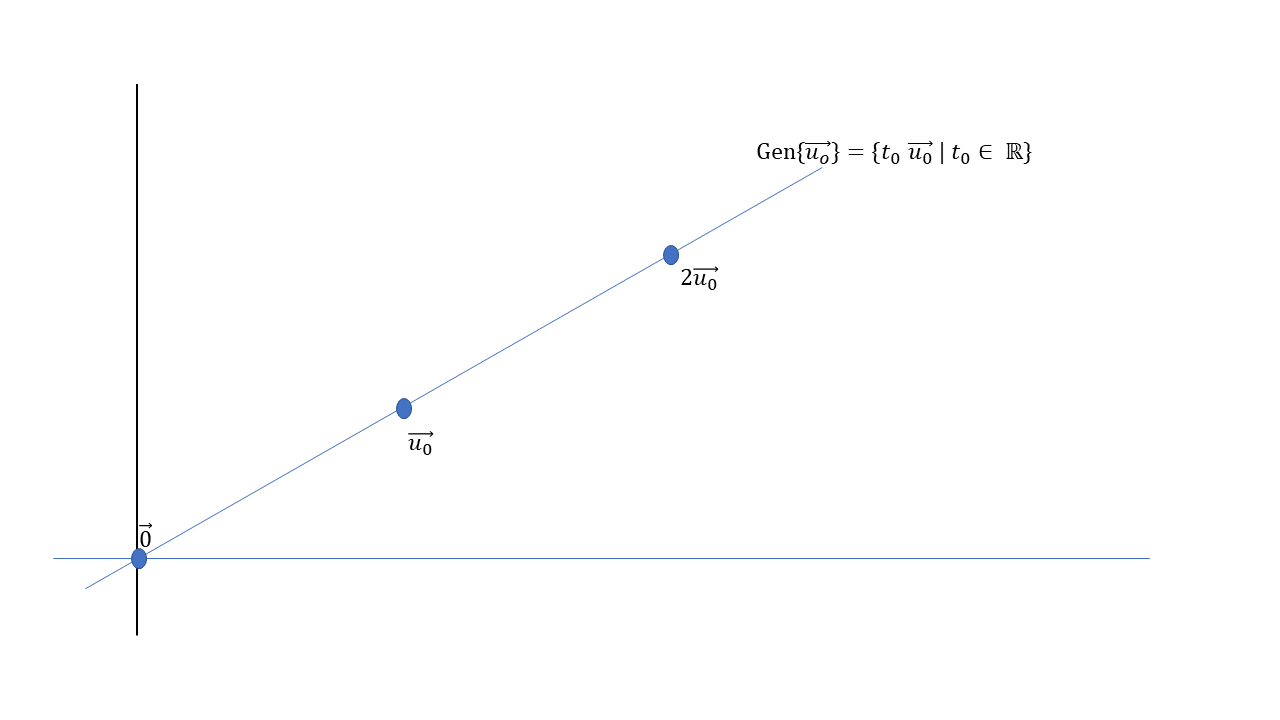 Gen{u⃗ₒ} = {t₀ u⃗₀ | t₀ ∈ ℝ}
2u⃗₀
u⃗₀
0⃗